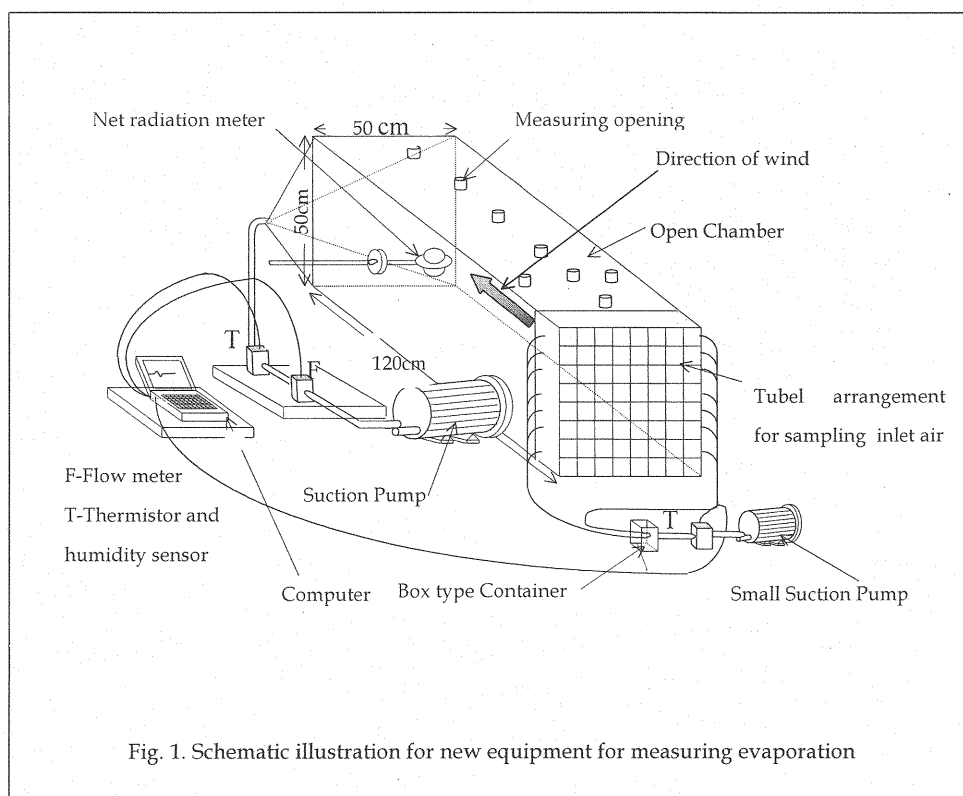 Net radiation meter
50 cm
Measuring opening
Direction of wind
50cm
Open Chamber
T
F
120cm
Tubel arrangement
for sampling inlet air
F-Flow meter
T-Thermistor and
humidity sensor
Suction Pump
T
Computer
Box type Container
Small Suction Pump
Fig. 1. Schematic illustration for new equipment for measuring evaporation